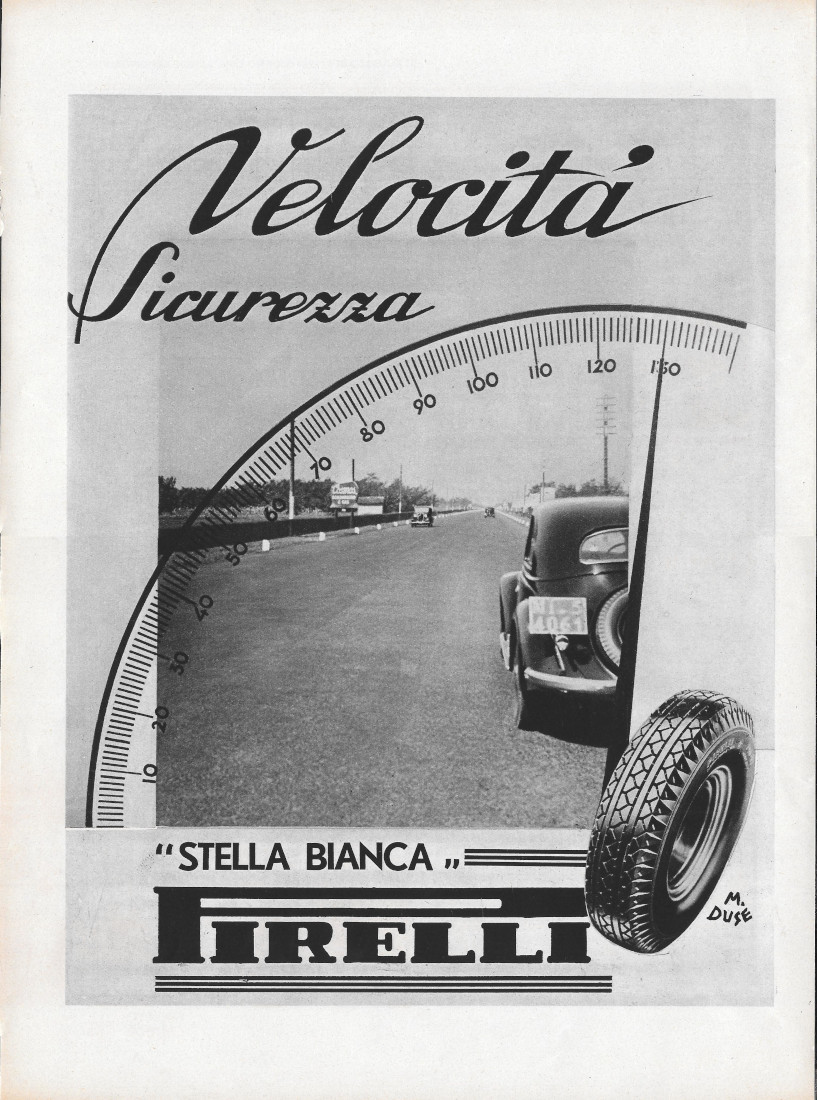 Velocità
Sicurezza
10
20
30
40
50
60
70
80
90
100
110
120
130
MI-5
4061
“STELLA BIANCA„
PIRELLI
M.
DUSE